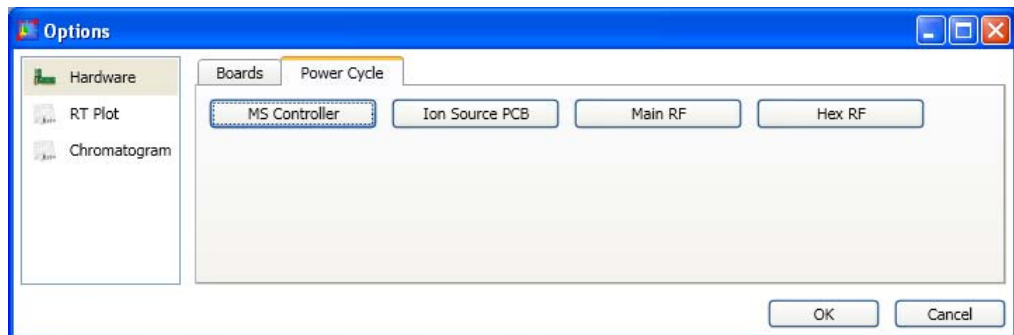 Options
Hardware
RT Plot
Chromatogram
Boards Power Cycle
MS Controller Ion Source PCB Main RF Hex RF
OK Cancel